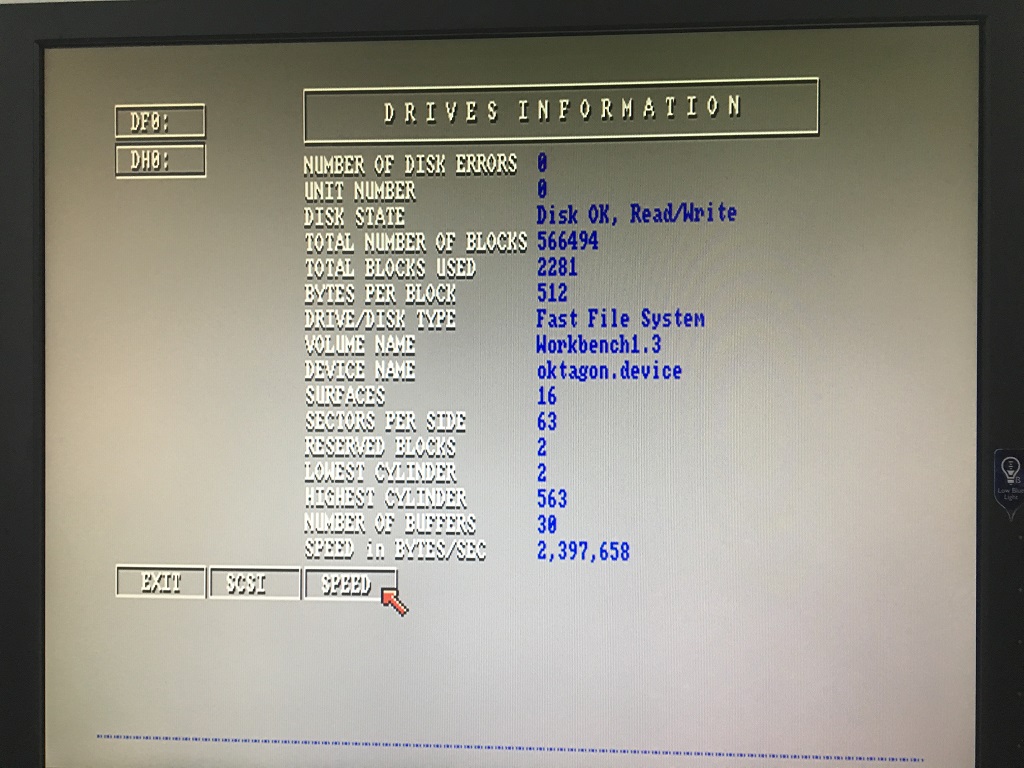 DRIVES INFORMATION
DF0:
DH0:
NUMBER OF DISK ERRORS 0
UNIT NUMBER 0
DISK STATE Disk OK, Read/Write
TOTAL NUMBER OF BLOCKS 566494
TOTAL BLOCKS USED 2281
BYTES PER BLOCK 512
DRIVE/DISK TYPE Fast File System
VOLUME NAME Workbench1.3
DEVICE NAME oktagon.device
SURFACES 16
SECTORS PER SIDE 63
RESERVED BLOCKS 2
LOWEST CYLINDER 2
HIGHEST CYLINDER 563
NUMBER OF BUFFERS 30
SPEED in BYTES/SEC 2,397,658
EXIT SCSI SPEED
Low Blue
Light